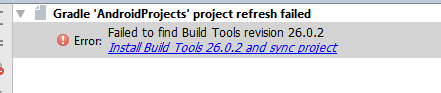 Gradle 'AndroidProjects' project refresh failed
Failed to find Build Tools revision 26.0.2
Error: Install Build Tools 26.0.2 and sync project